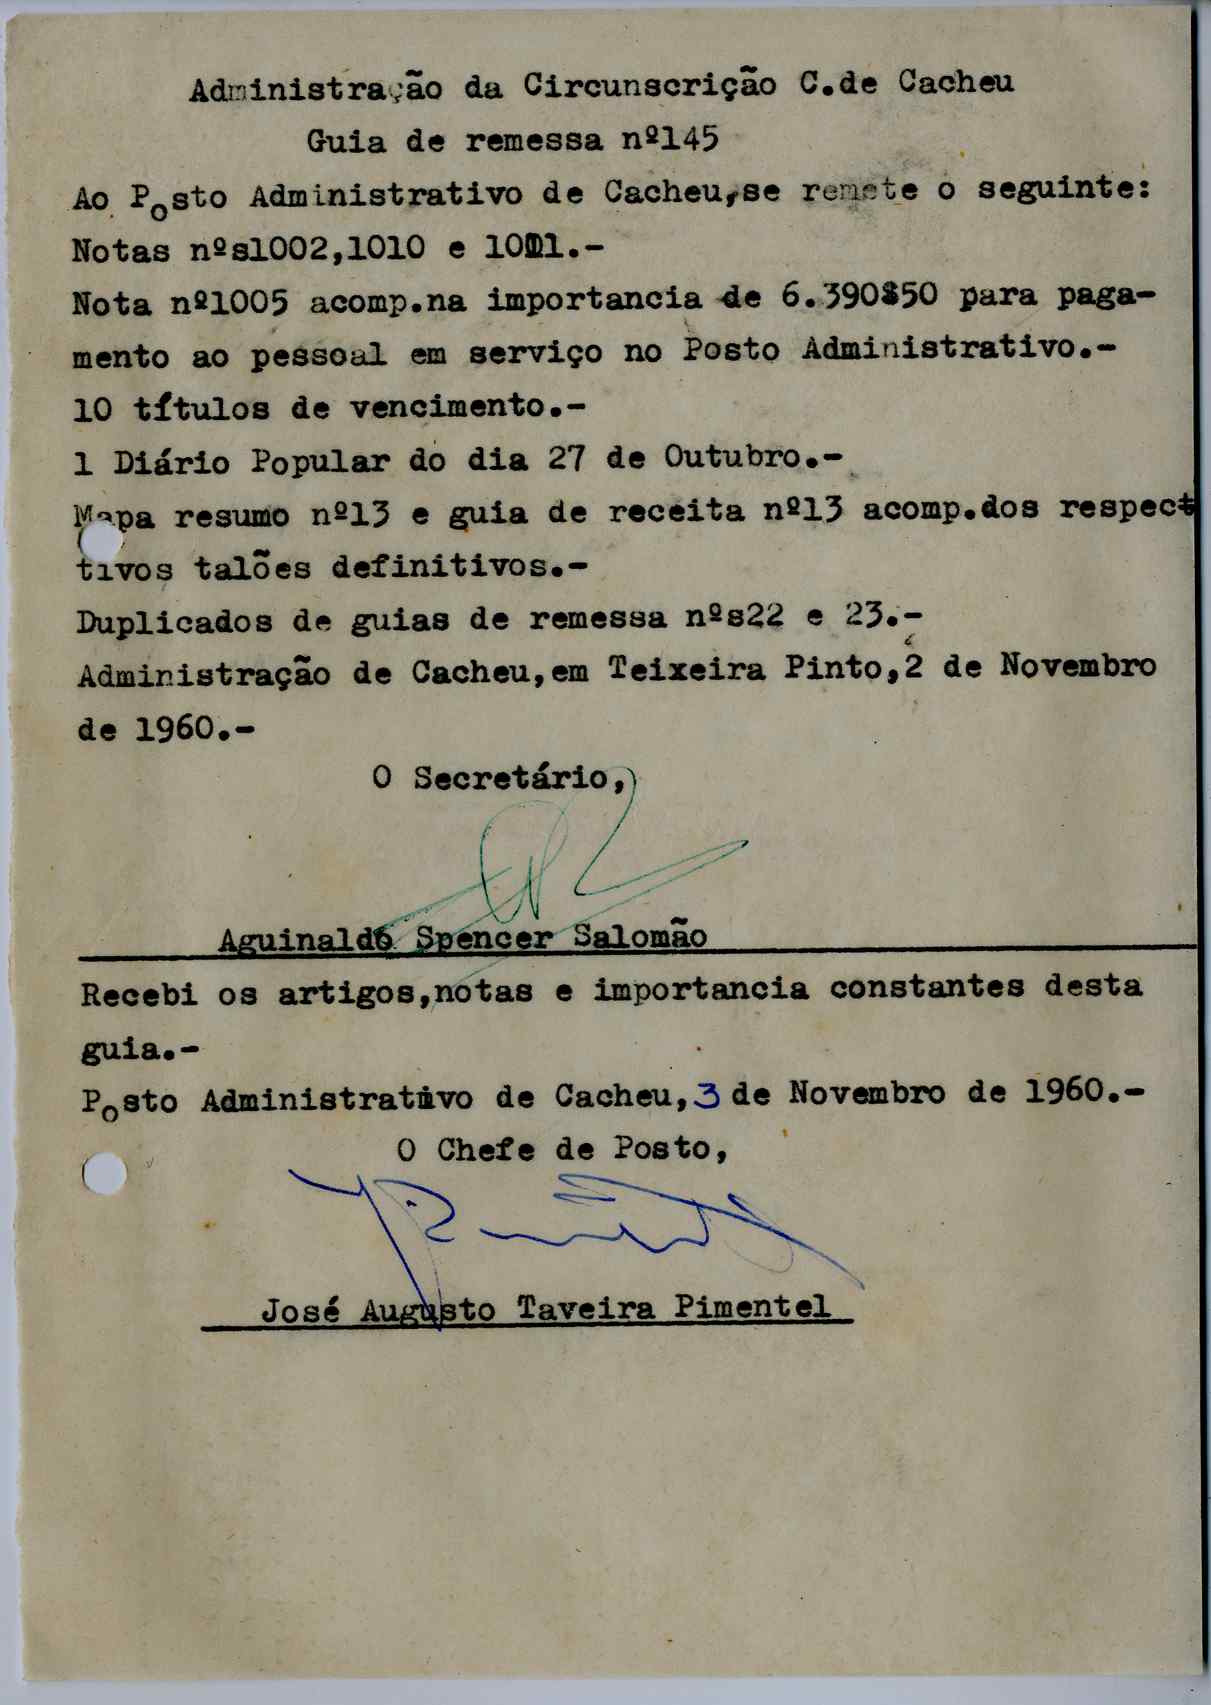 Administração da Circunscrição C.de Cacheu
Guia de remessa nº145
Ao Posto Administrativo de Cacheu,se remete o seguinte:
Notas nºs1002,1010 e 1011.-
Nota nº1005 acomp.na importancia de 6.390$50 para paga-
mento ao pessoal em serviço no Posto Administrativo.-
10 títulos de vencimento.-
1 Diário Popular do dia 27 de Outubro.-
Mapa resumo nº13 e guia de receita nº13 acomp.dos respect
tivos talões definitivos.-
Duplicados de guias de remessa nºs22 e 23.-
Administração de Cacheu,em Teixeira Pinto,2 de Novembro
de 1960.-
O Secretário,
Aguinaldo Spencer Salomão
Recebi os artigos,notas e importancia constantes desta
guia.-
Posto Administrativo de Cacheu,3 de Novembro de 1960.-
O Chefe de Posto,
José Augusto Taveira Pimentel